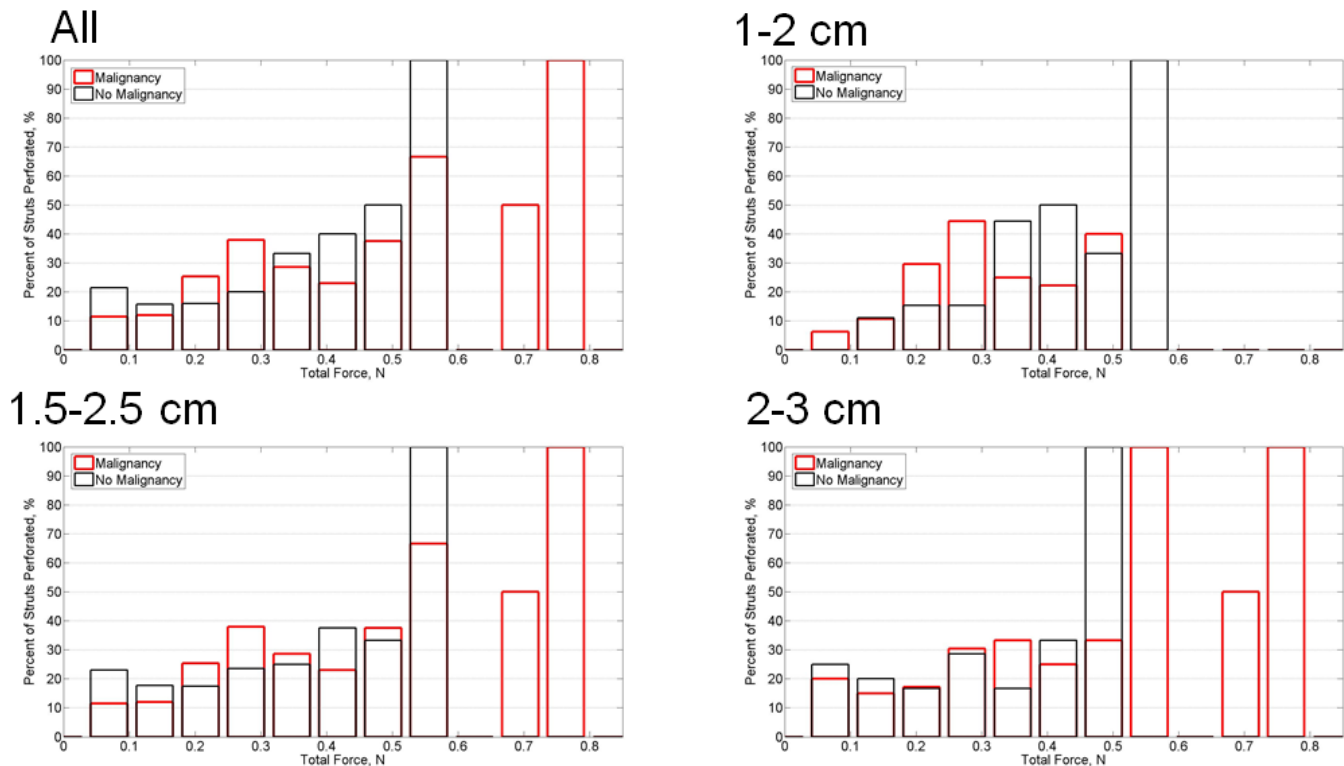 All
Malignancy
No Malignancy
Percent of Struts Perforated, %
100
90
80
70
60
50
40
30
20
10
0
0 0.1 0.2 0.3 0.4 0.5 0.6 0.7 0.8
Total Force, N
1-2 cm
Malignancy
No Malignancy
Percent of Struts Perforated, %
100
90
80
70
60
50
40
30
20
10
0
0 0.1 0.2 0.3 0.4 0.5 0.6 0.7 0.8
Total Force, N
1.5-2.5 cm
Malignancy
No Malignancy
Percent of Struts Perforated, %
100
90
80
70
60
50
40
30
20
10
0
0 0.1 0.2 0.3 0.4 0.5 0.6 0.7 0.8
Total Force, N
2-3 cm
Malignancy
No Malignancy
Percent of Struts Perforated, %
100
90
80
70
60
50
40
30
20
10
0
0 0.1 0.2 0.3 0.4 0.5 0.6 0.7 0.8
Total Force, N